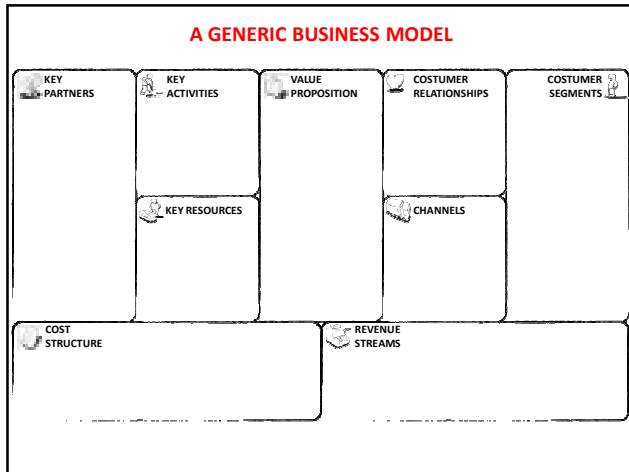 A GENERIC BUSINESS MODEL
KEY
PARTNERS
KEY
ACTIVITIES
VALUE
PROPOSITION
COSTUMER
RELATIONSHIPS
COSTUMER
SEGMENTS
KEY RESOURCES
CHANNELS
COST
STRUCTURE
REVENUE
STREAMS